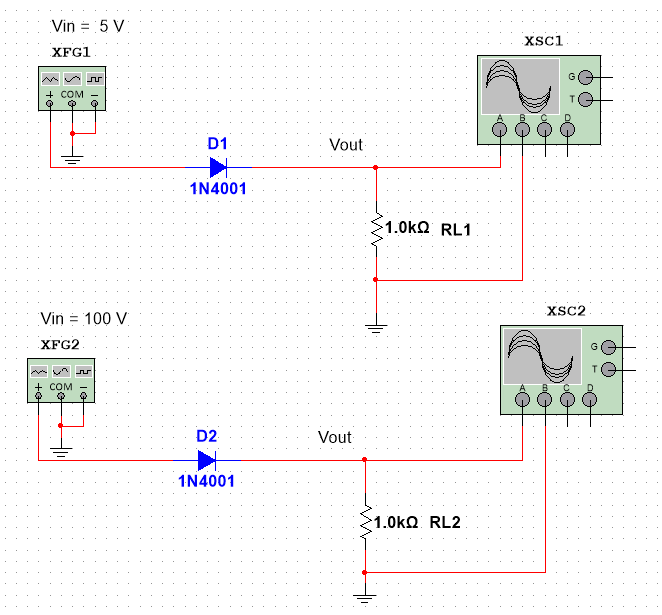 Vin = 5 V
XFG1
XSC1
+ COM −
G
T
A B C D
D1
1N4001
Vout
1.0kΩ RL1
Vin = 100 V
XFG2
XSC2
+ COM −
G
T
A B C D
D2
1N4001
Vout
1.0kΩ RL2